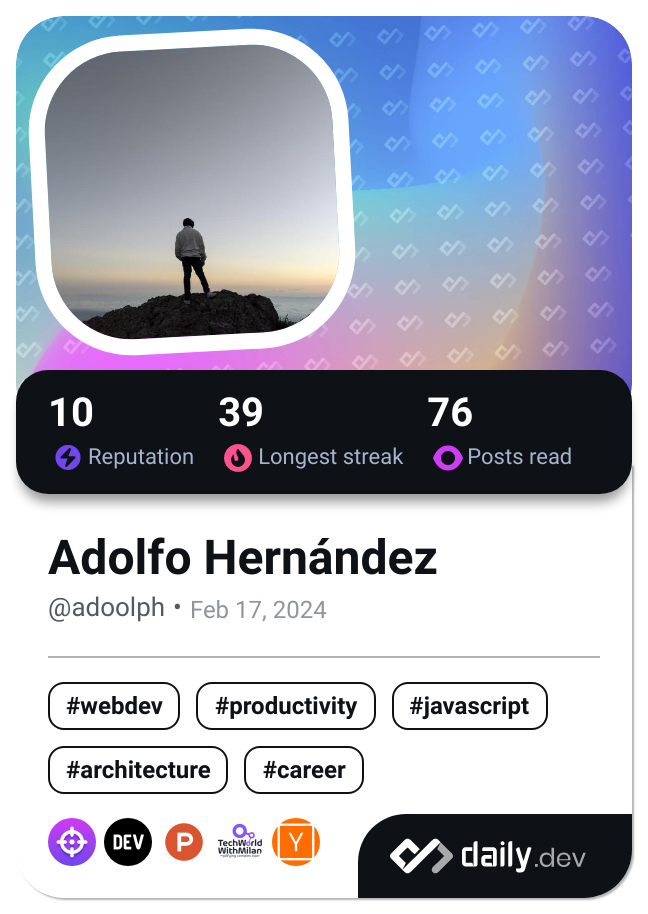 10 39 76
Reputation Longest streak Posts read
Adolfo Hernández
@adoolph • Feb 17, 2024
#webdev #productivity #javascript
#architecture #career
DEV P TechWorld Y
WithMilan
daily.dev